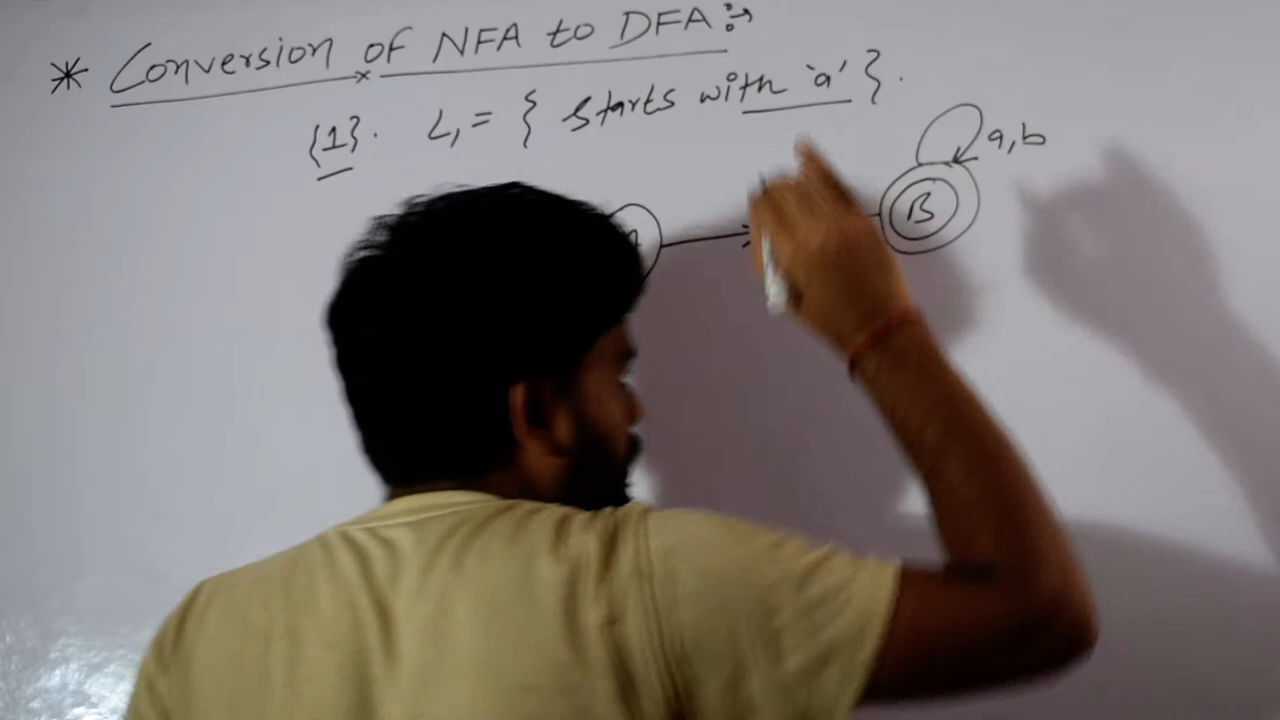 * Conversion of NFA to DFA :→
{1}. L₁ = { starts with 'a' }.
a,b
B